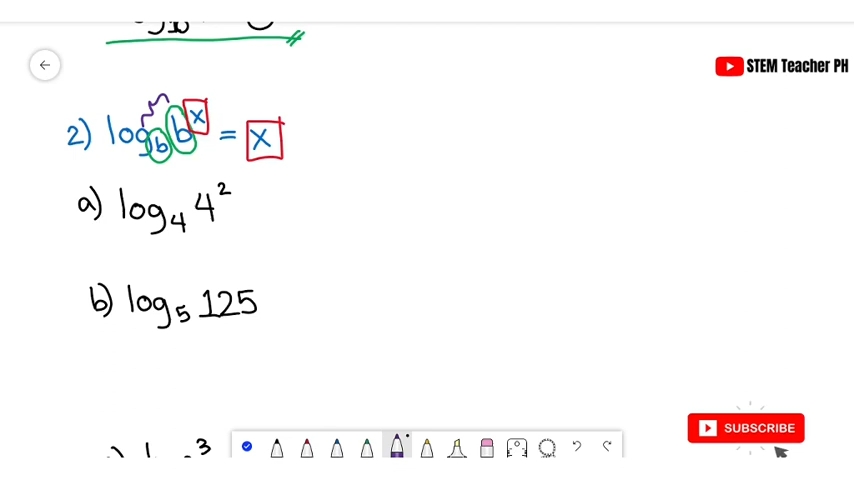 STEM Teacher PH
2) log_b b^x = x
a) log_4 4^2
b) log_5 125
SUBSCRIBE